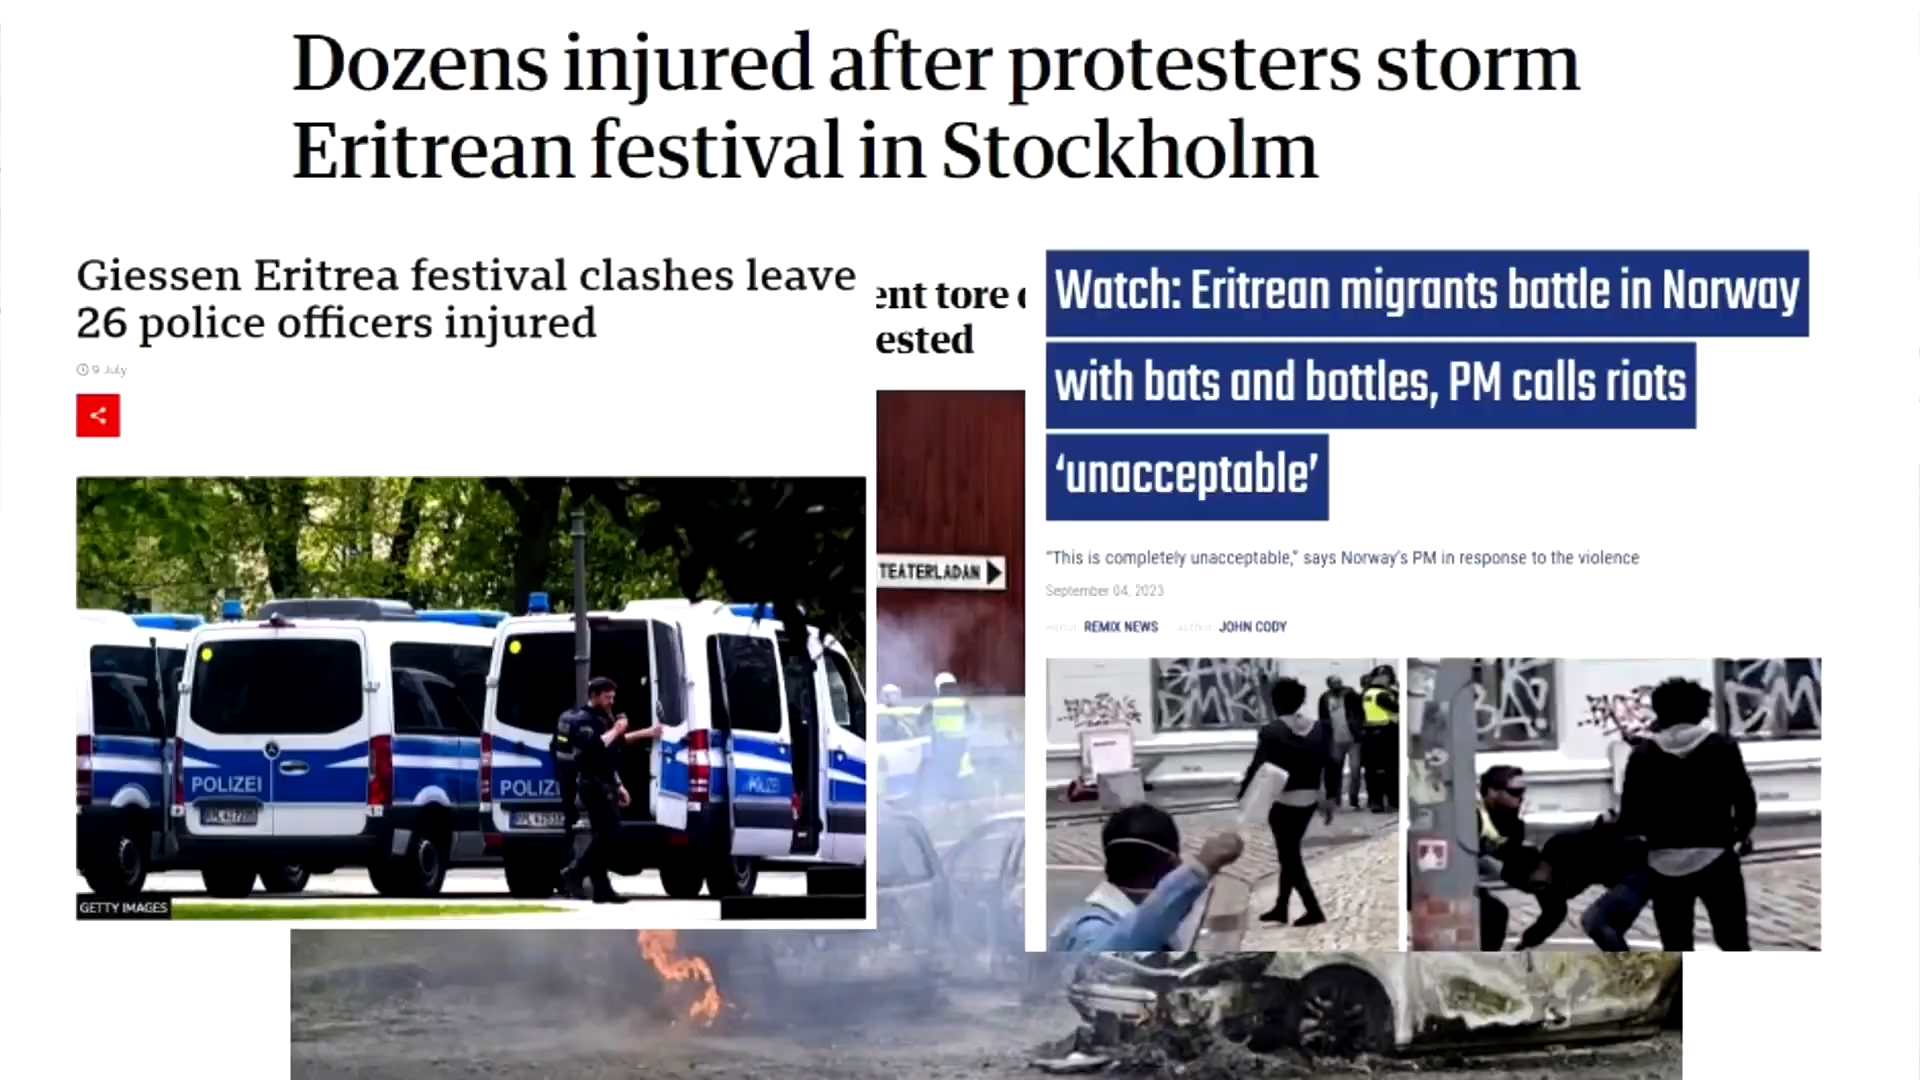 Dozens injured after protesters storm
Eritrean festival in Stockholm
Giessen Eritrea festival clashes leave
26 police officers injured
9 July
ent tore
ested
Watch: Eritrean migrants battle in Norway
with bats and bottles, PM calls riots
‘unacceptable’
“This is completely unacceptable,” says Norway’s PM in response to the violence
September 04, 2023
editor: REMIX NEWS author: JOHN CODY
TEATERLADAN
POLIZEI
POLIZ
POLIZEI
GETTY IMAGES